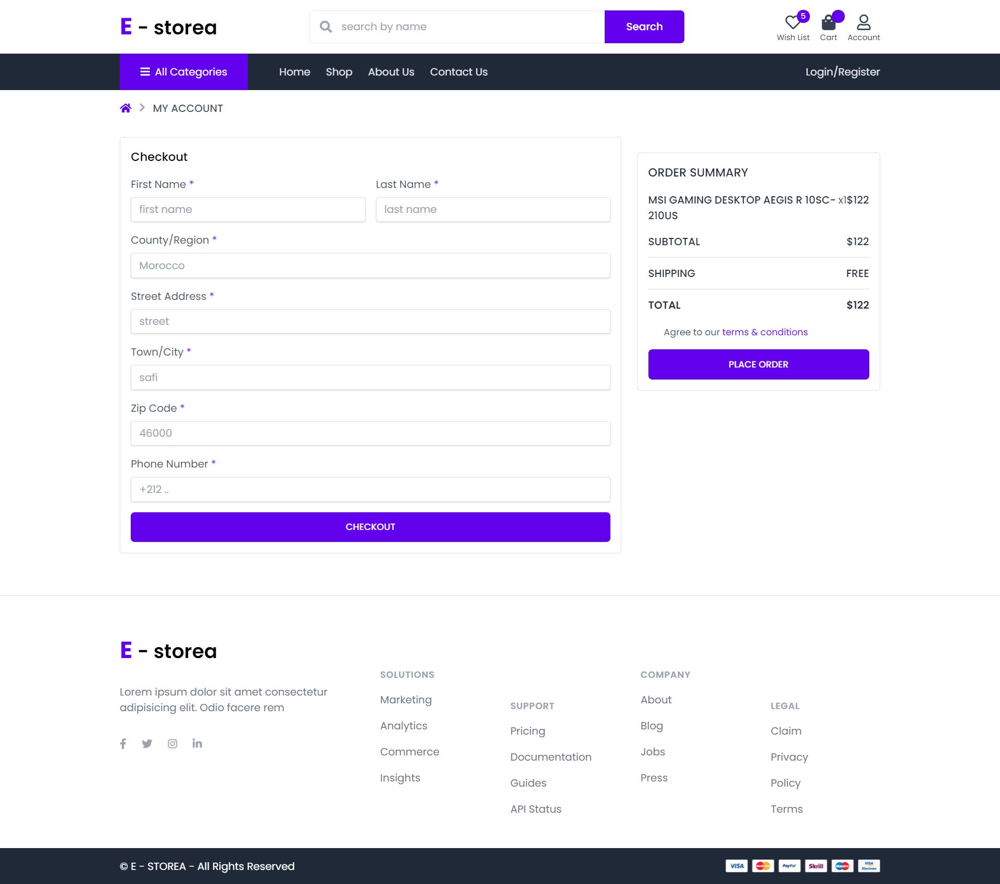 E - storea
search by name
Search
5
Wish List
Cart
Account
All Categories
Home
Shop
About Us
Contact Us
Login/Register
MY ACCOUNT
Checkout
First Name *
Last Name *
first name
last name
County/Region *
Morocco
Street Address *
street
Town/City *
safi
Zip Code *
46000
Phone Number *
+212 ..
CHECKOUT
ORDER SUMMARY
MSI GAMING DESKTOP AEGIS R 10SC- x1 $122
210US
SUBTOTAL $122
SHIPPING FREE
TOTAL $122
Agree to our terms & conditions
PLACE ORDER
E - storea
Lorem ipsum dolor sit amet consectetur
adipisicing elit. Odio facere rem
SOLUTIONS
Marketing
Analytics
Commerce
Insights
SUPPORT
Pricing
Documentation
Guides
API Status
COMPANY
About
Blog
Jobs
Press
LEGAL
Claim
Privacy
Policy
Terms
© E - STOREA - All Rights Reserved
VISA
MasterCard
PayPal
Skrill
Maestro
VISA
Electron